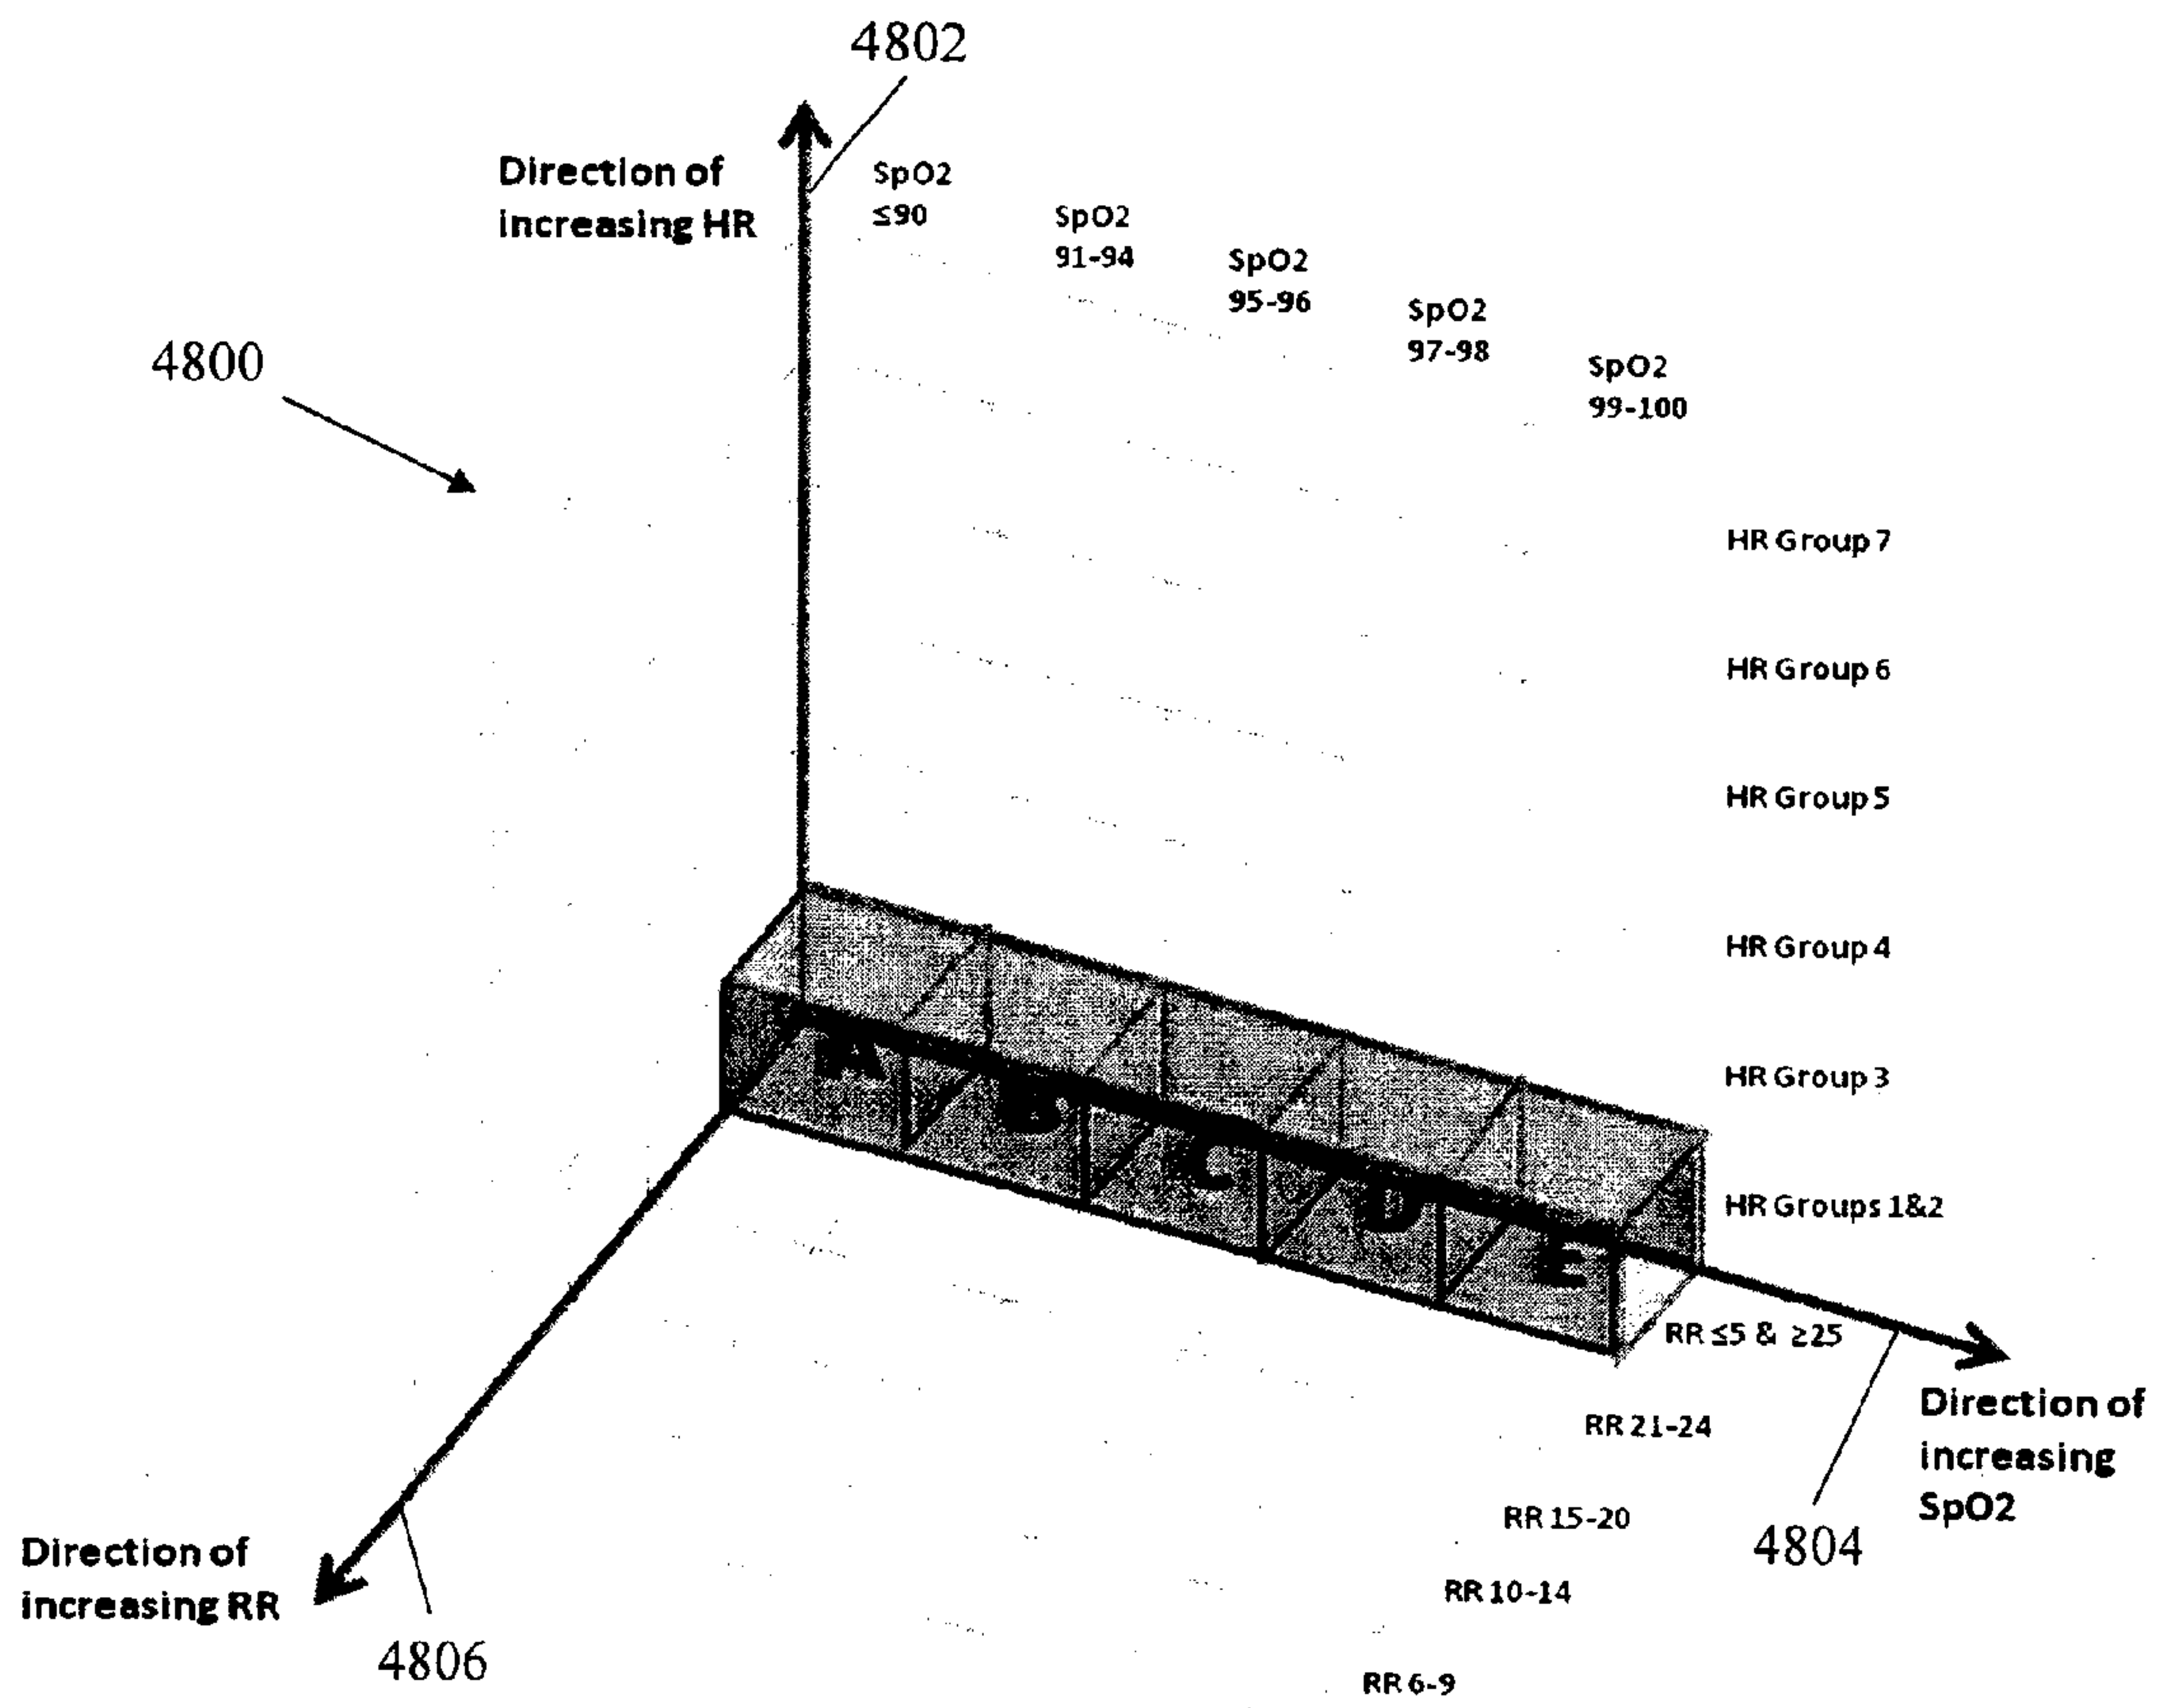 4802
Direction of
increasing HR
SpO2
≤90
SpO2
91-94
SpO2
95-96
SpO2
97-98
SpO2
99-100
4800
HR Group 7
HR Group 6
HR Group 5
HR Group 4
HR Group 3
HR Groups 1&2
A
B
C
D
E
RR ≤5 & ≥25
RR 21-24
RR 15-20
RR 10-14
RR 6-9
Direction of
increasing
SpO2
4804
Direction of
increasing RR
4806